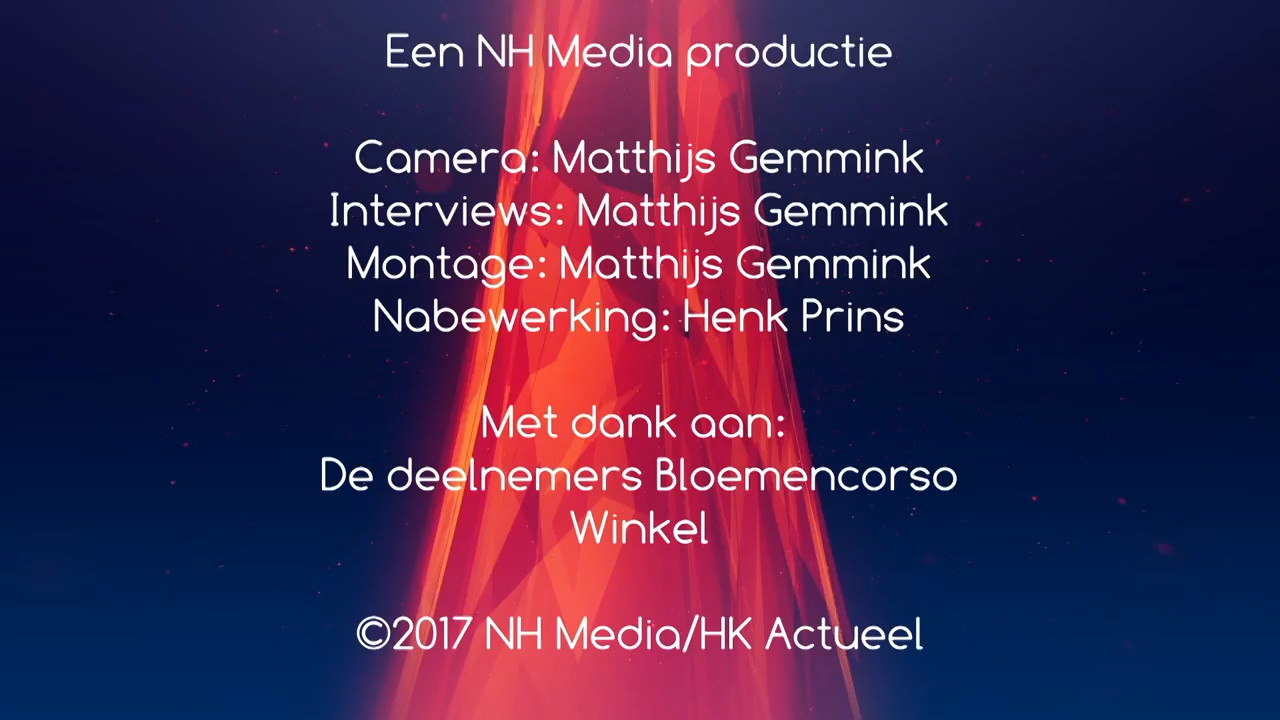 Een NH Media productie
Camera: Matthijs Gemmink
Interviews: Matthijs Gemmink
Montage: Matthijs Gemmink
Nabewerking: Henk Prins
Met dank aan:
De deelnemers Bloemencorso
Winkel
©2017 NH Media/HK Actueel